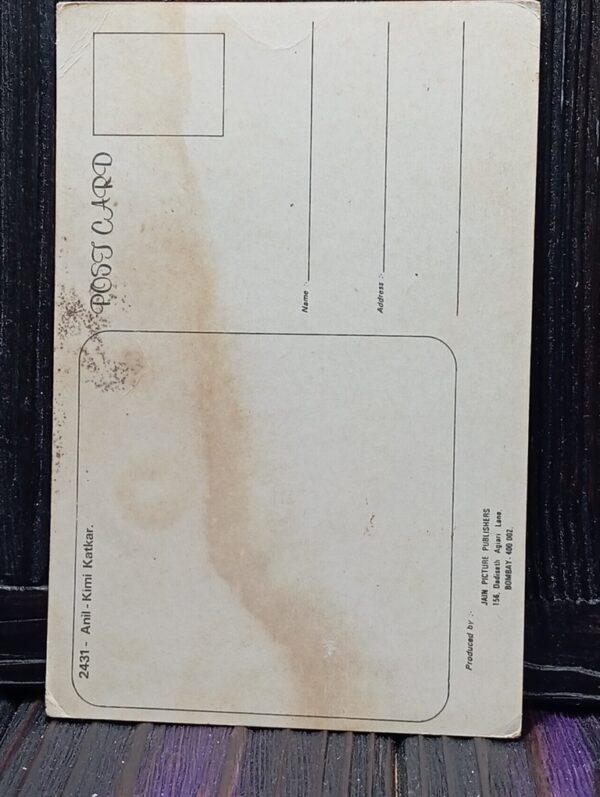 POST CARD
Name :-
Address :-
2431 - Anil - Kimi Katkar.
Produced by :-
JAIN PICTURE PUBLISHERS
156, Dadiseth Agiari Lane,
BOMBAY-400 002.